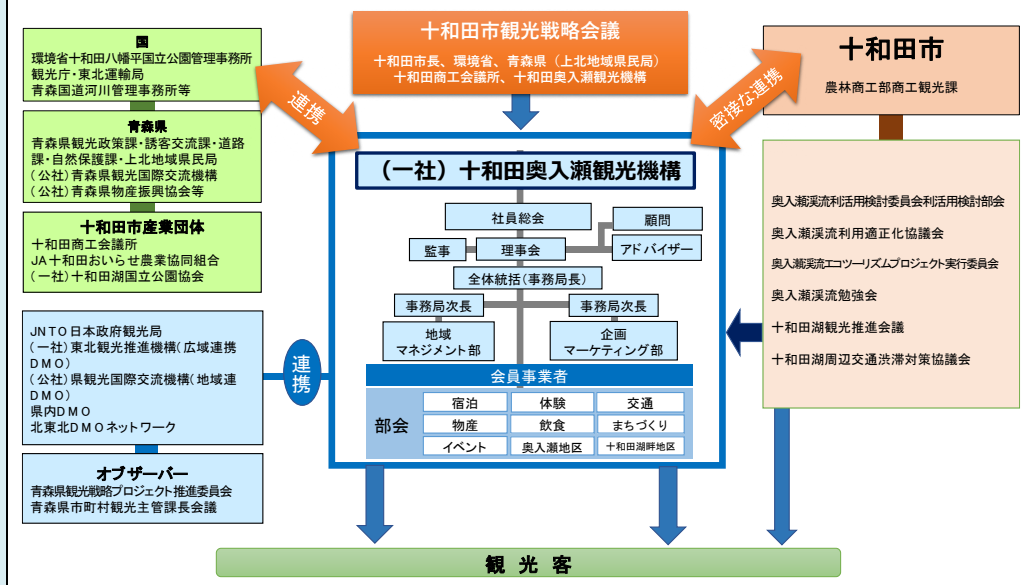 十和田市観光戦略会議
十和田市長、環境省、青森県（上北地域県民局）
十和田商工会議所、十和田奥入瀬観光機構
国
環境省十和田八幡平国立公園管理事務所
観光庁・東北運輸局
青森国道河川管理事務所等
連携
青森県
青森県観光政策課・誘客交流課・道路
課・自然保護課・上北地域県民局
（公社）青森県観光国際交流機構
（公社）青森県物産振興協会等
十和田市産業団体
十和田商工会議所
JA十和田おいらせ農業協同組合
（一社）十和田湖国立公園協会
JNTO日本政府観光局
（一社）東北観光推進機構（広域連携
DMO）
（公社）県観光国際交流機構（地域連
DMO）
県内DMO
北東北DMOネットワーク
連携
オブザーバー
青森県観光戦略プロジェクト推進委員会
青森県市町村観光主管課長会議
（一社）十和田奥入瀬観光機構
社員総会
顧問
監事
理事会
アドバイザー
全体統括（事務局長）
事務局次長
事務局次長
地域
マネジメント部
企画
マーケティング部
会員事業者
部会
宿泊
体験
交通
物産
飲食
まちづくり
イベント
奥入瀬地区
十和田湖畔地区
密接な連携
十和田市
農林商工部商工観光課
奥入瀬渓流利活用検討委員会利活用検討部会
奥入瀬渓流利用適正化協議会
奥入瀬渓流エコツーリズムプロジェクト実行委員会
奥入瀬渓流勉強会
十和田湖観光推進会議
十和田湖周辺交通渋滞対策協議会
観光客